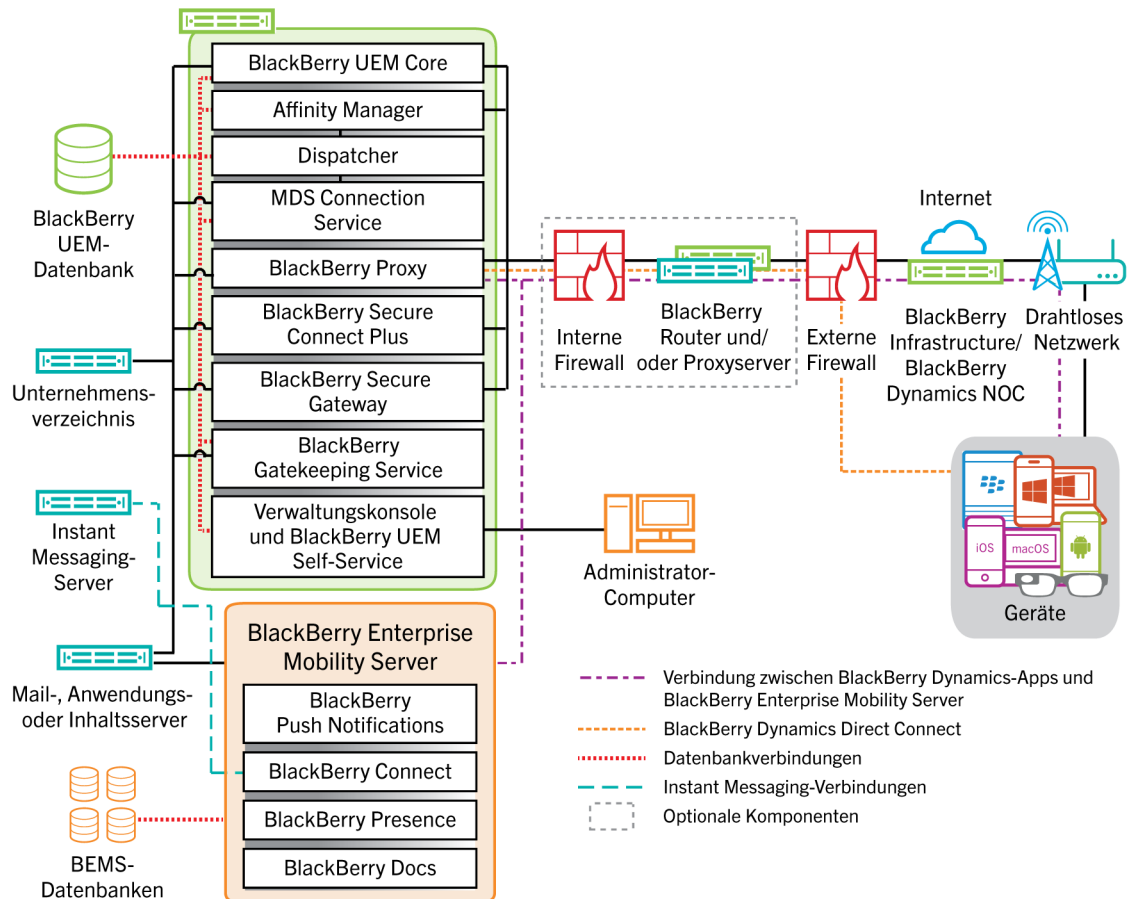 BlackBerry UEM Core
Affinity Manager
Dispatcher
MDS Connection
Service
BlackBerry Proxy
BlackBerry Secure
Connect Plus
BlackBerry Secure
Gateway
BlackBerry
Gatekeeping Service
Verwaltungskonsole
und BlackBerry UEM
Self-Service
BlackBerry
UEM-
Datenbank
Unternehmens-
verzeichnis
Instant
Messaging-
Server
Mail-, Anwendungs-
oder Inhaltsserver
BEMS-
Datenbanken
BlackBerry Enterprise
Mobility Server
BlackBerry
Push Notifications
BlackBerry Connect
BlackBerry Presence
BlackBerry Docs
Interne
Firewall
BlackBerry
Router und/
oder Proxyserver
Externe
Firewall
Internet
BlackBerry
Infrastructure/
BlackBerry
Dynamics NOC
Drahtloses
Netzwerk
Administrator-
Computer
iOS
macOS
Geräte
Verbindung zwischen BlackBerry Dynamics-Apps und
BlackBerry Enterprise Mobility Server
BlackBerry Dynamics Direct Connect
Datenbankverbindungen
Instant Messaging-Verbindungen
Optionale Komponenten